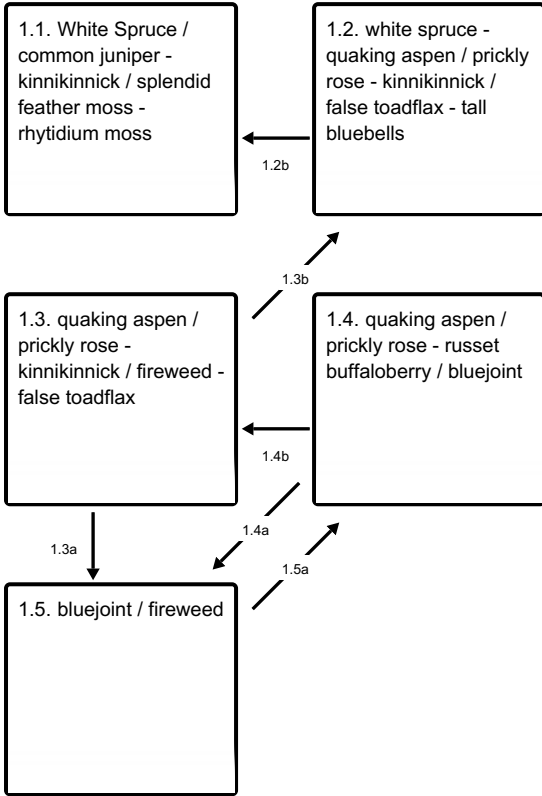 1.1. White Spruce /
common juniper -
kinnikinnick / splendid
feather moss -
rhytidium moss
1.2. white spruce -
quaking aspen / prickly
rose - kinnikinnick /
false toadflax - tall
bluebells
1.2b
1.3b
1.3. quaking aspen /
prickly rose -
kinnikinnick / fireweed -
false toadflax
1.4. quaking aspen /
prickly rose - russet
buffaloberry / bluejoint
1.4b
1.4a
1.3a
1.5a
1.5. bluejoint / fireweed